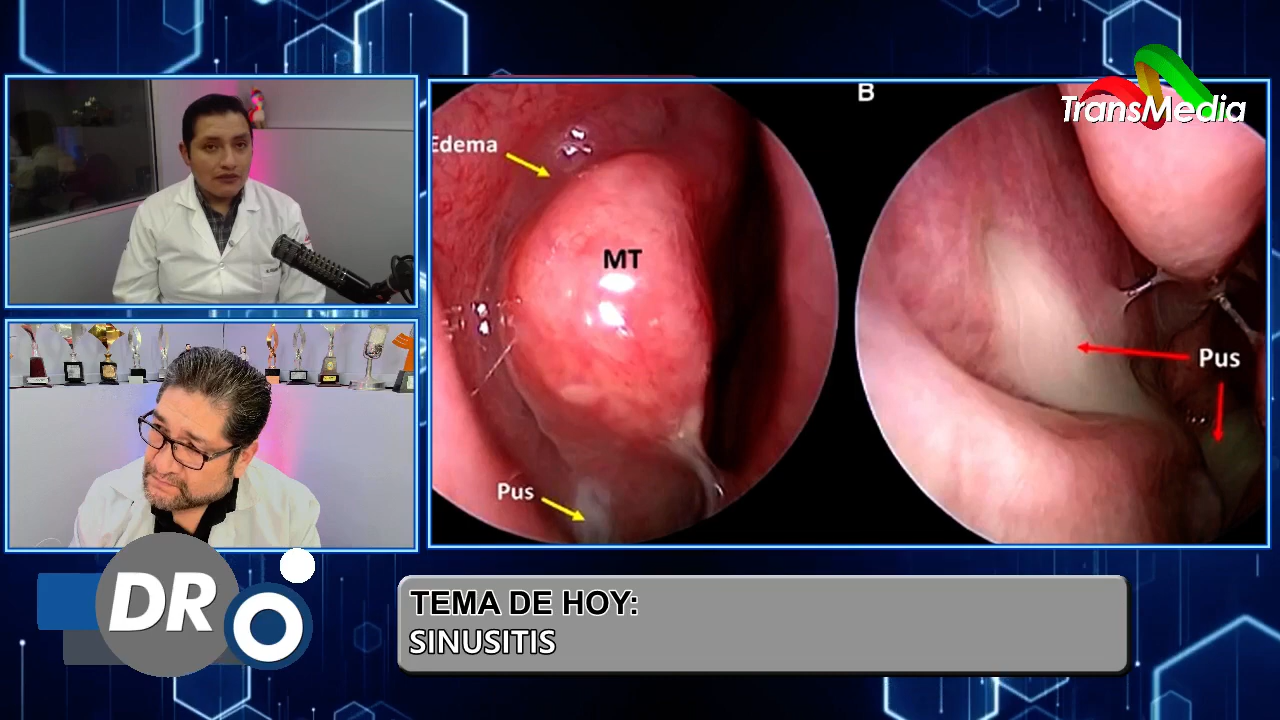 B
TransMedia
Edema
MT
Pus
Pus
DR
TEMA DE HOY:
SINUSITIS